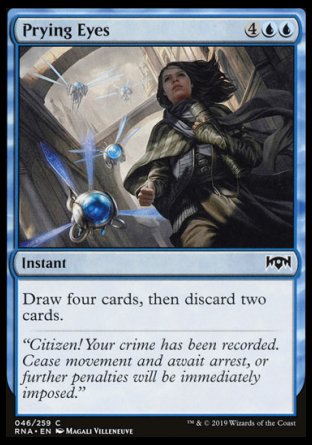 Prying Eyes 4
Instant
Draw four cards, then discard two
cards.
“Citizen! Your crime has been recorded.
Cease movement and await arrest, or
further penalties will be immediately
imposed.”
046/259 C
RNA • EN Magali Villeneuve ™ & © 2019 Wizards of the Coast